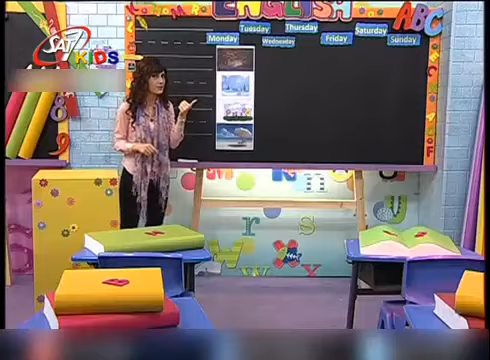 SAT7
KIDS
ENGLISH
ABC
Monday
Tuesday
Wednesday
Thursday
Friday
Saturday
Sunday
r
s
u
w
x